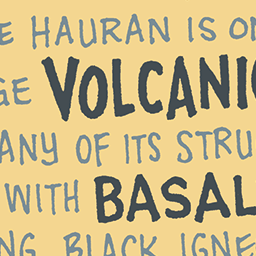 E HAURAN IS ON
GE VOLCANIC
ANY OF ITS STRU
WITH BASAL
NG, BLACK, IGNE